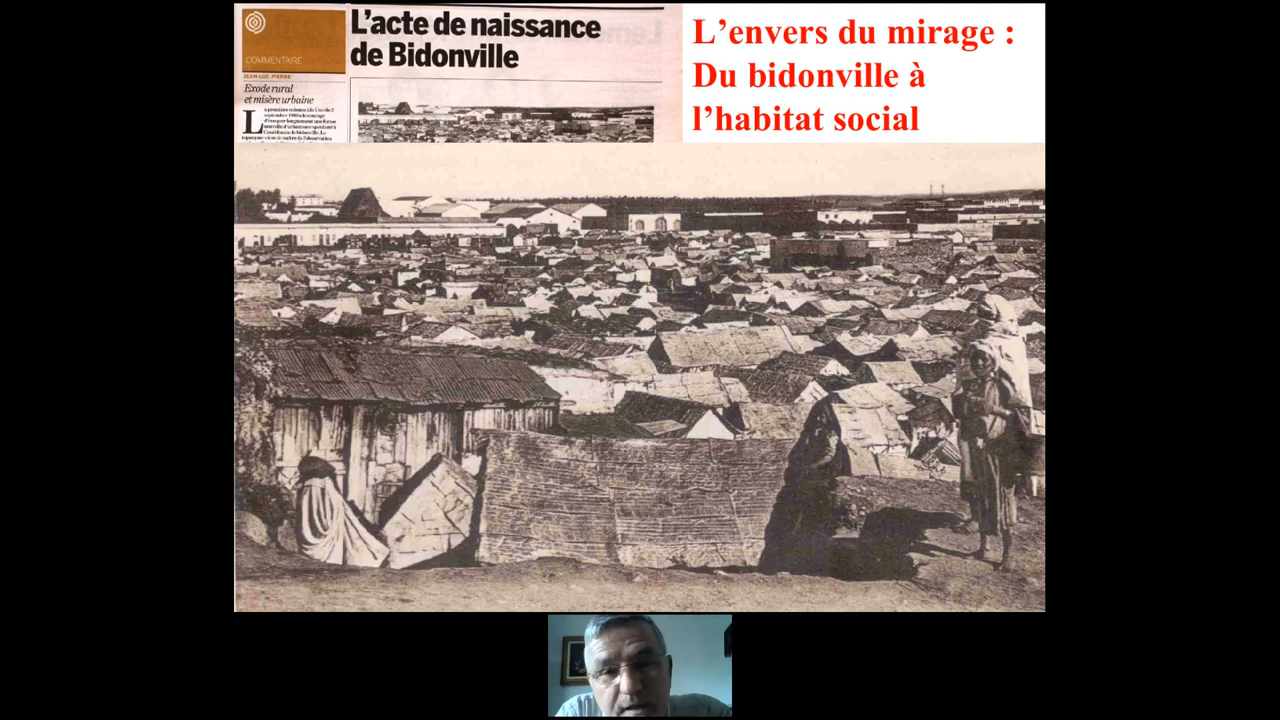 COMMENTAIRE
JEAN-LUC PIERRE
Exode rural
et misère urbaine
L'acte de naissance
de Bidonville
L'envers du mirage :
Du bidonville à
l'habitat social